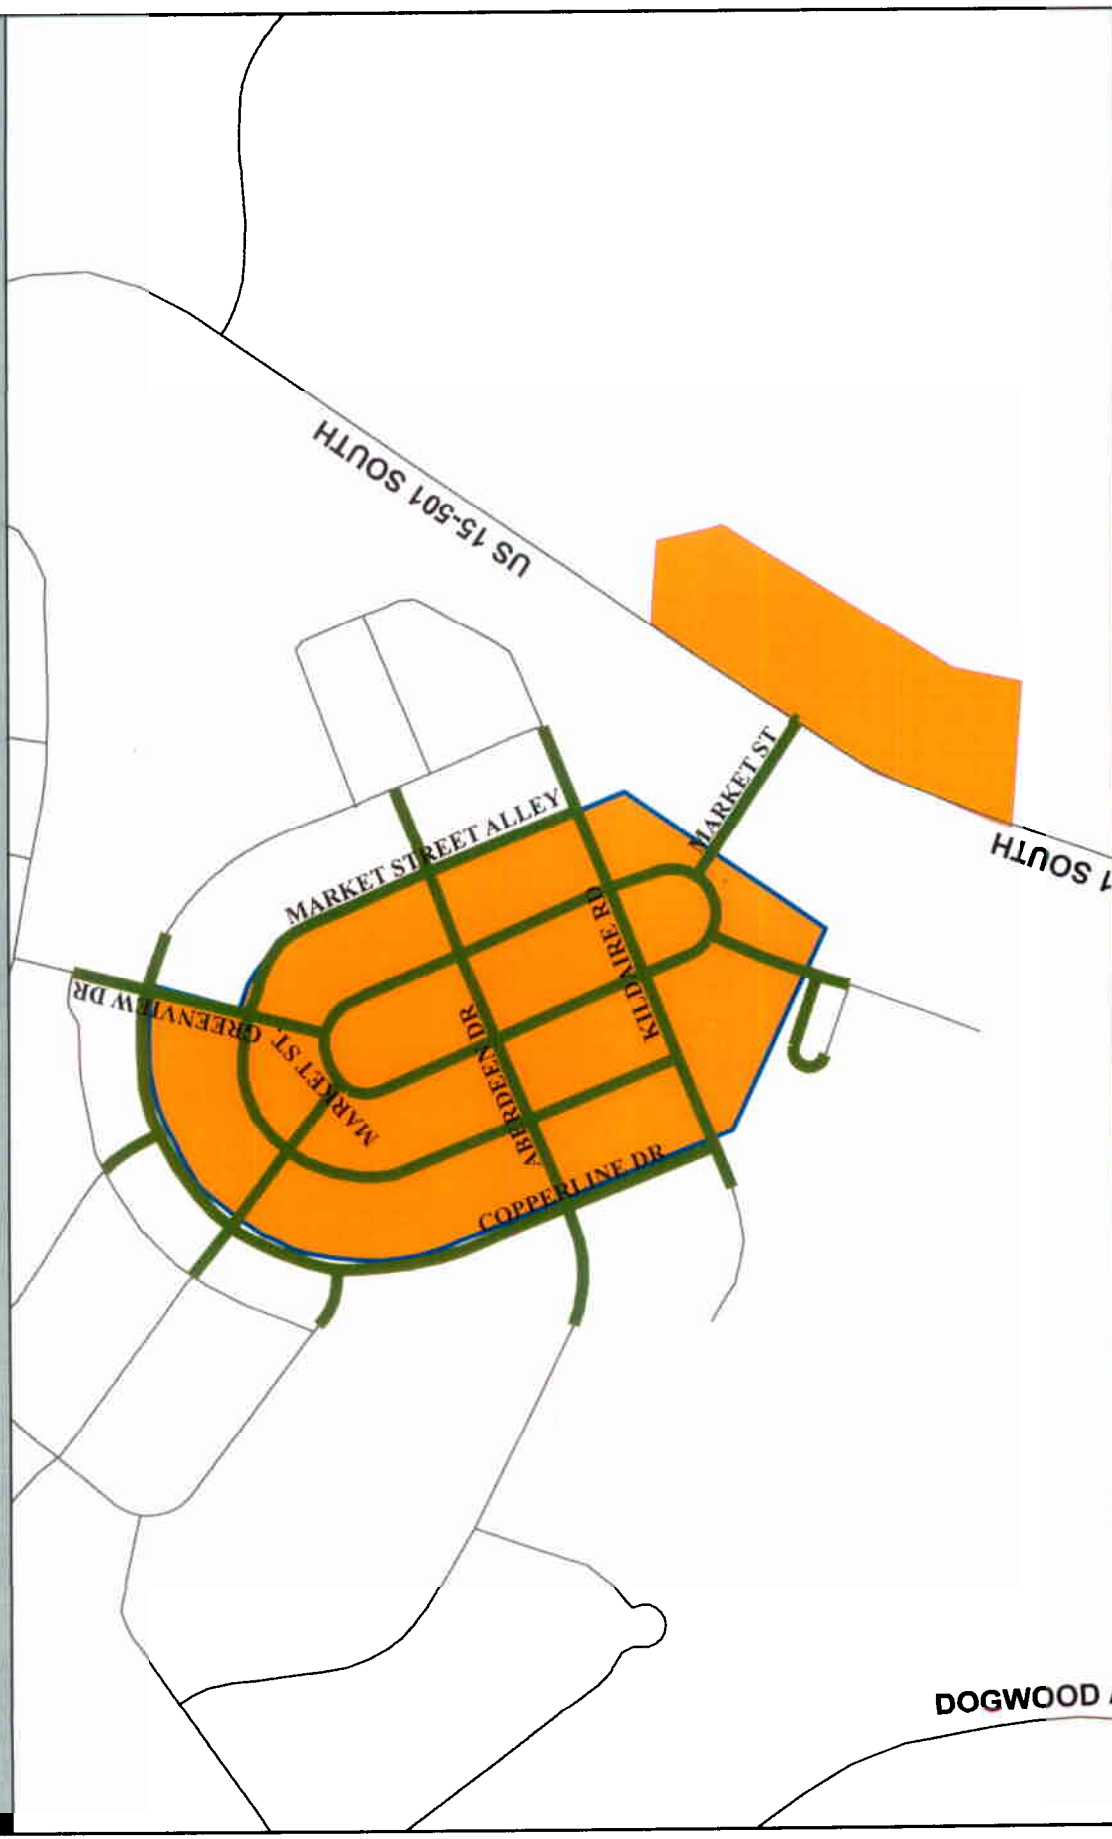 US 15-501 SOUTH
MARKET ST
MARKET STREET ALLEY
1 SOUTH
KILDAIRE RD
GREENVIEW DR
MARKET ST.
ABERDEEN DR
COPPERLINE DR
DOGWOOD